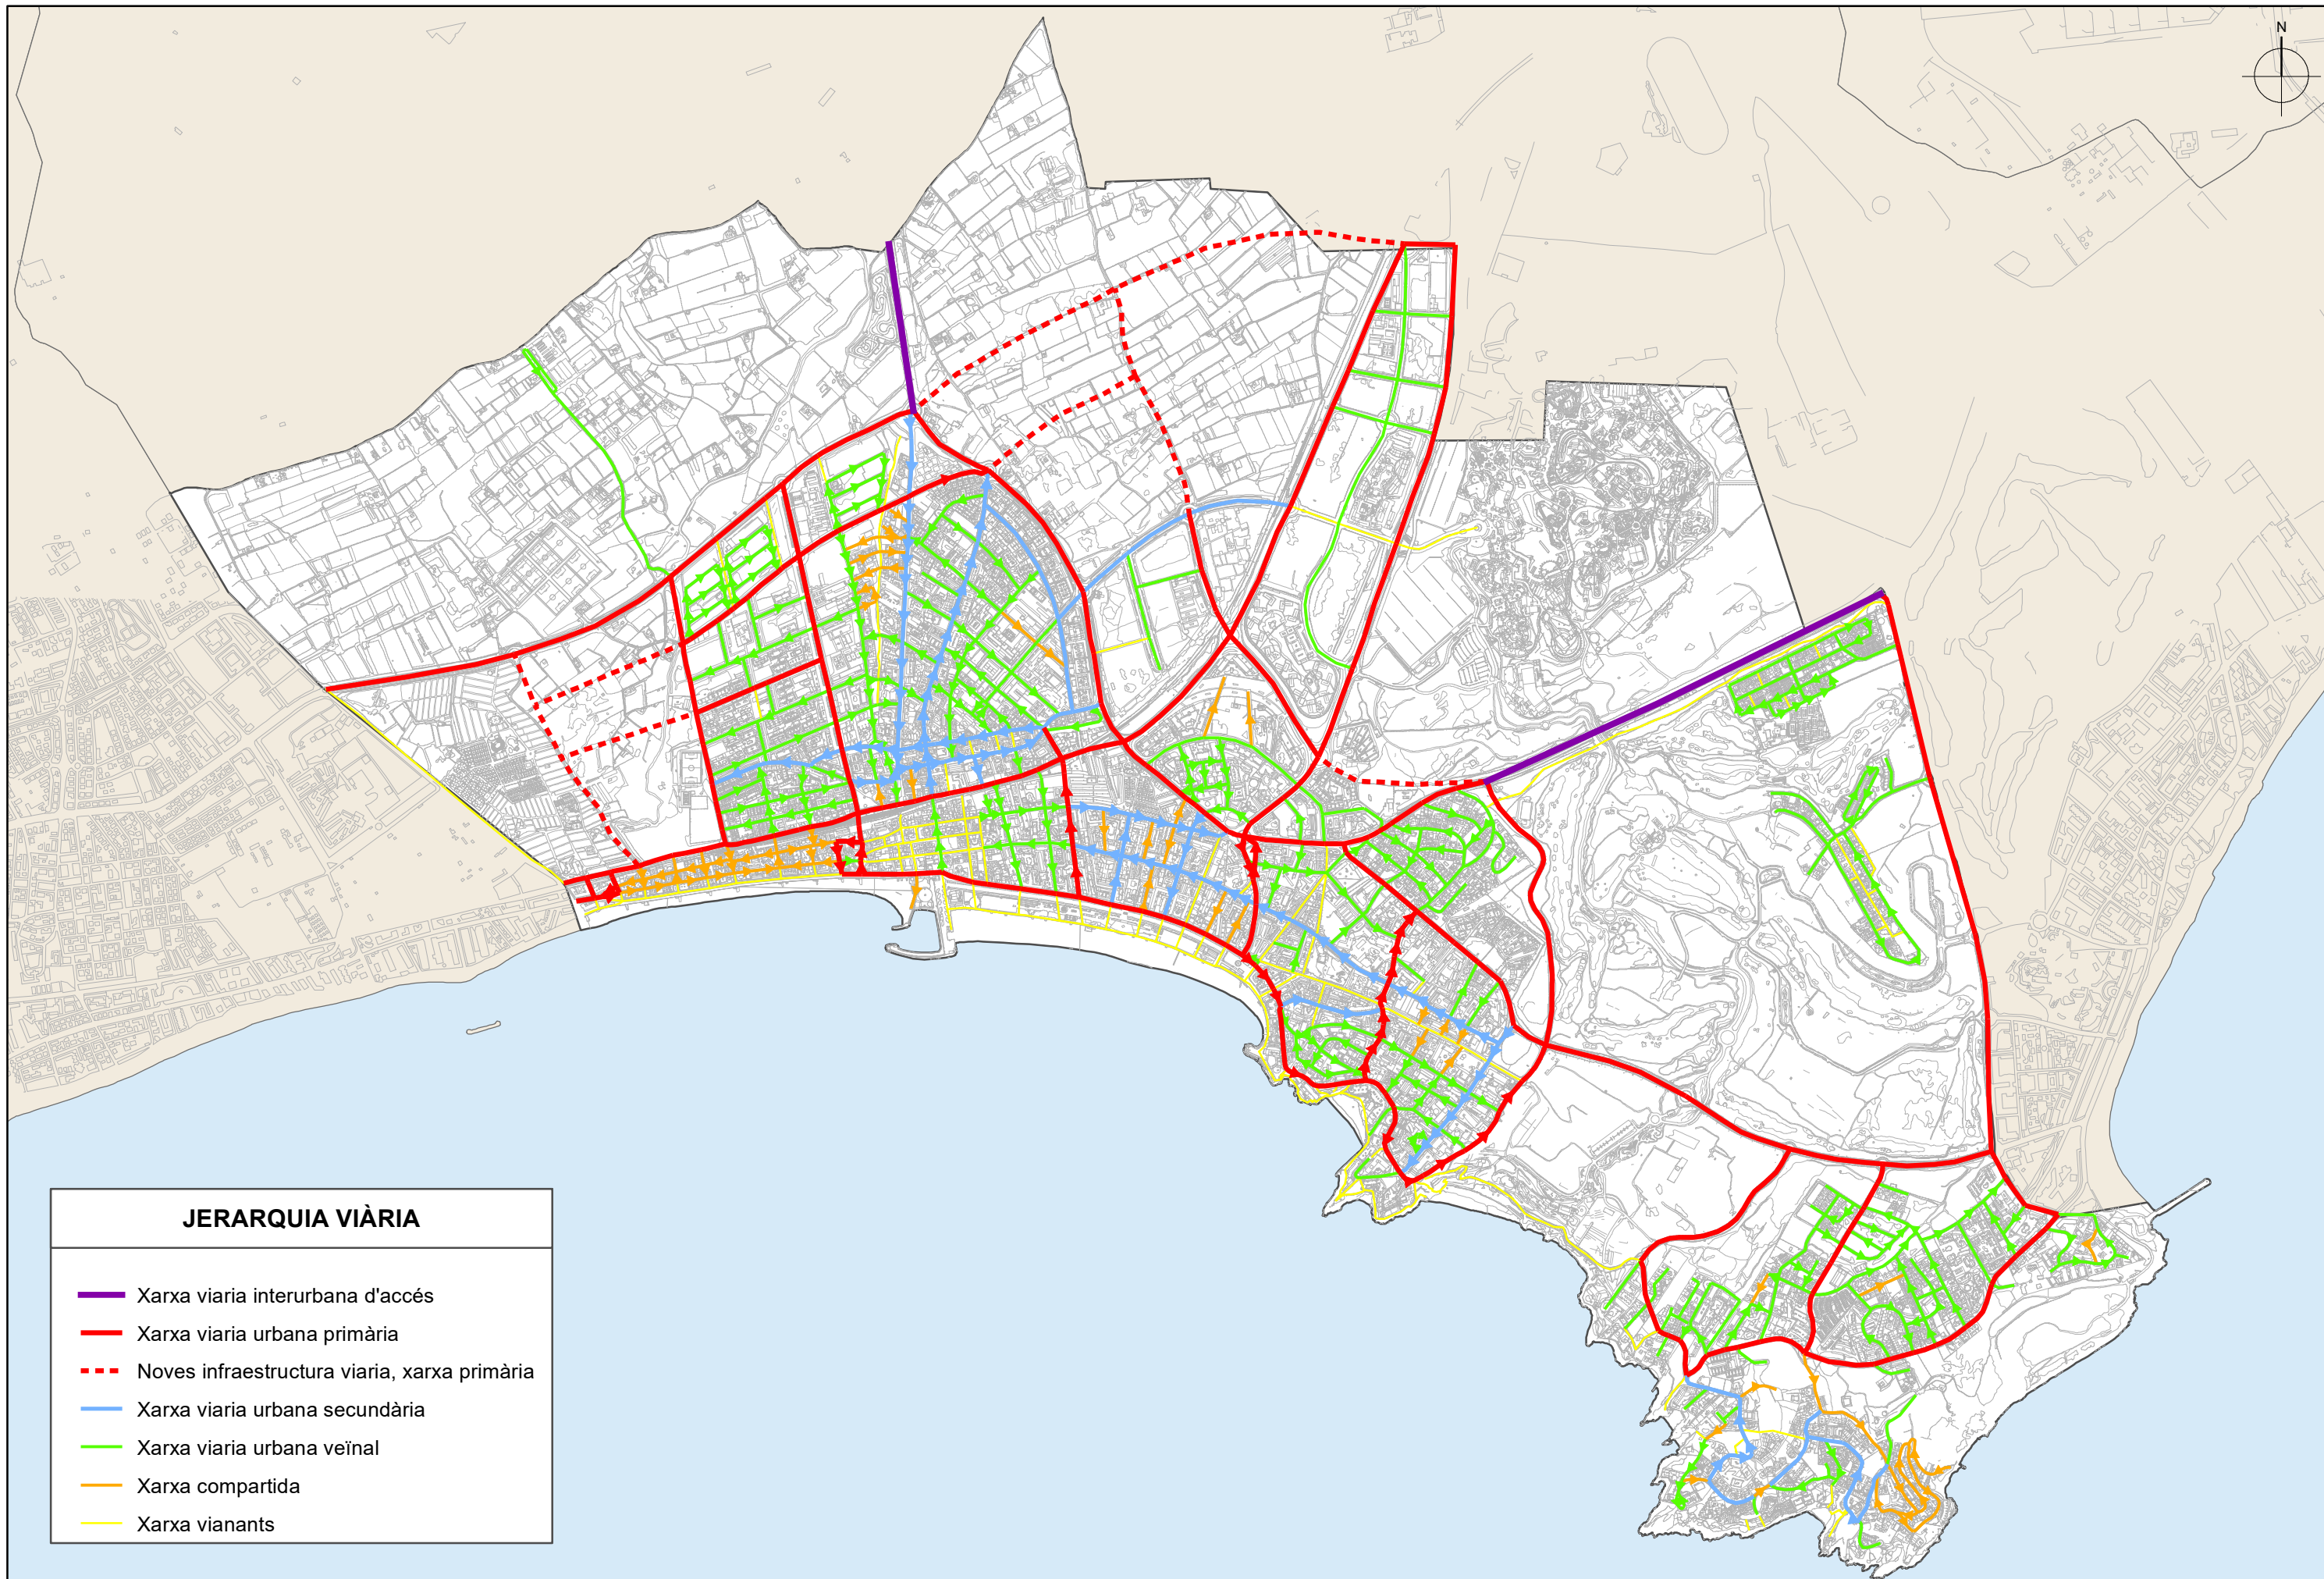 N
JERARQUIA VIÀRIA
Xarxa viaria interurbana d'accés
Xarxa viaria urbana primària
Noves infraestructura viaria, xarxa primària
Xarxa viaria urbana secundària
Xarxa viaria urbana veïnal
Xarxa compartida
Xarxa vianants